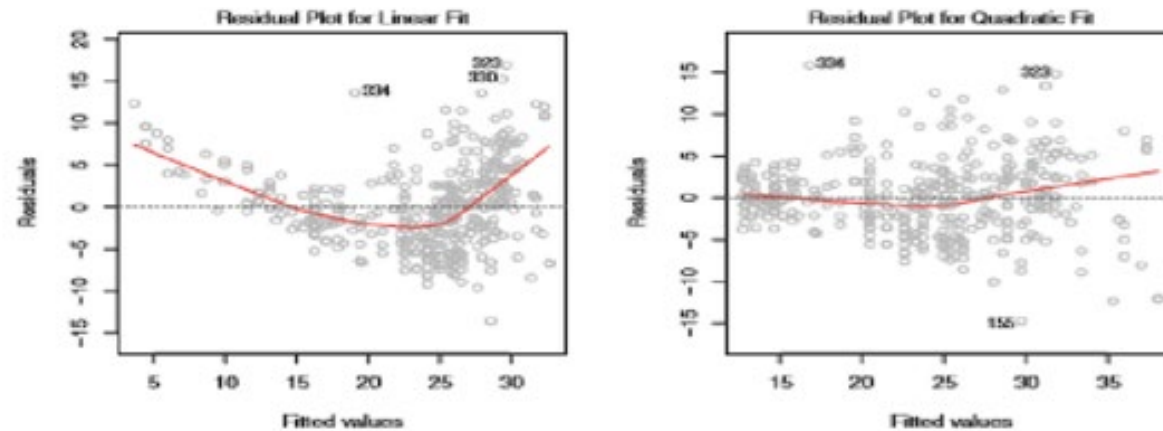 Residual Plot for Linear Fit
Residuals
20
15
10
5
0
−5
−10
−15
323
330
334
5 10 15 20 25 30
Fitted values
Residual Plot for Quadratic Fit
Residuals
15
10
5
0
−5
−10
−15
334
323
155
15 20 25 30 35
Fitted values